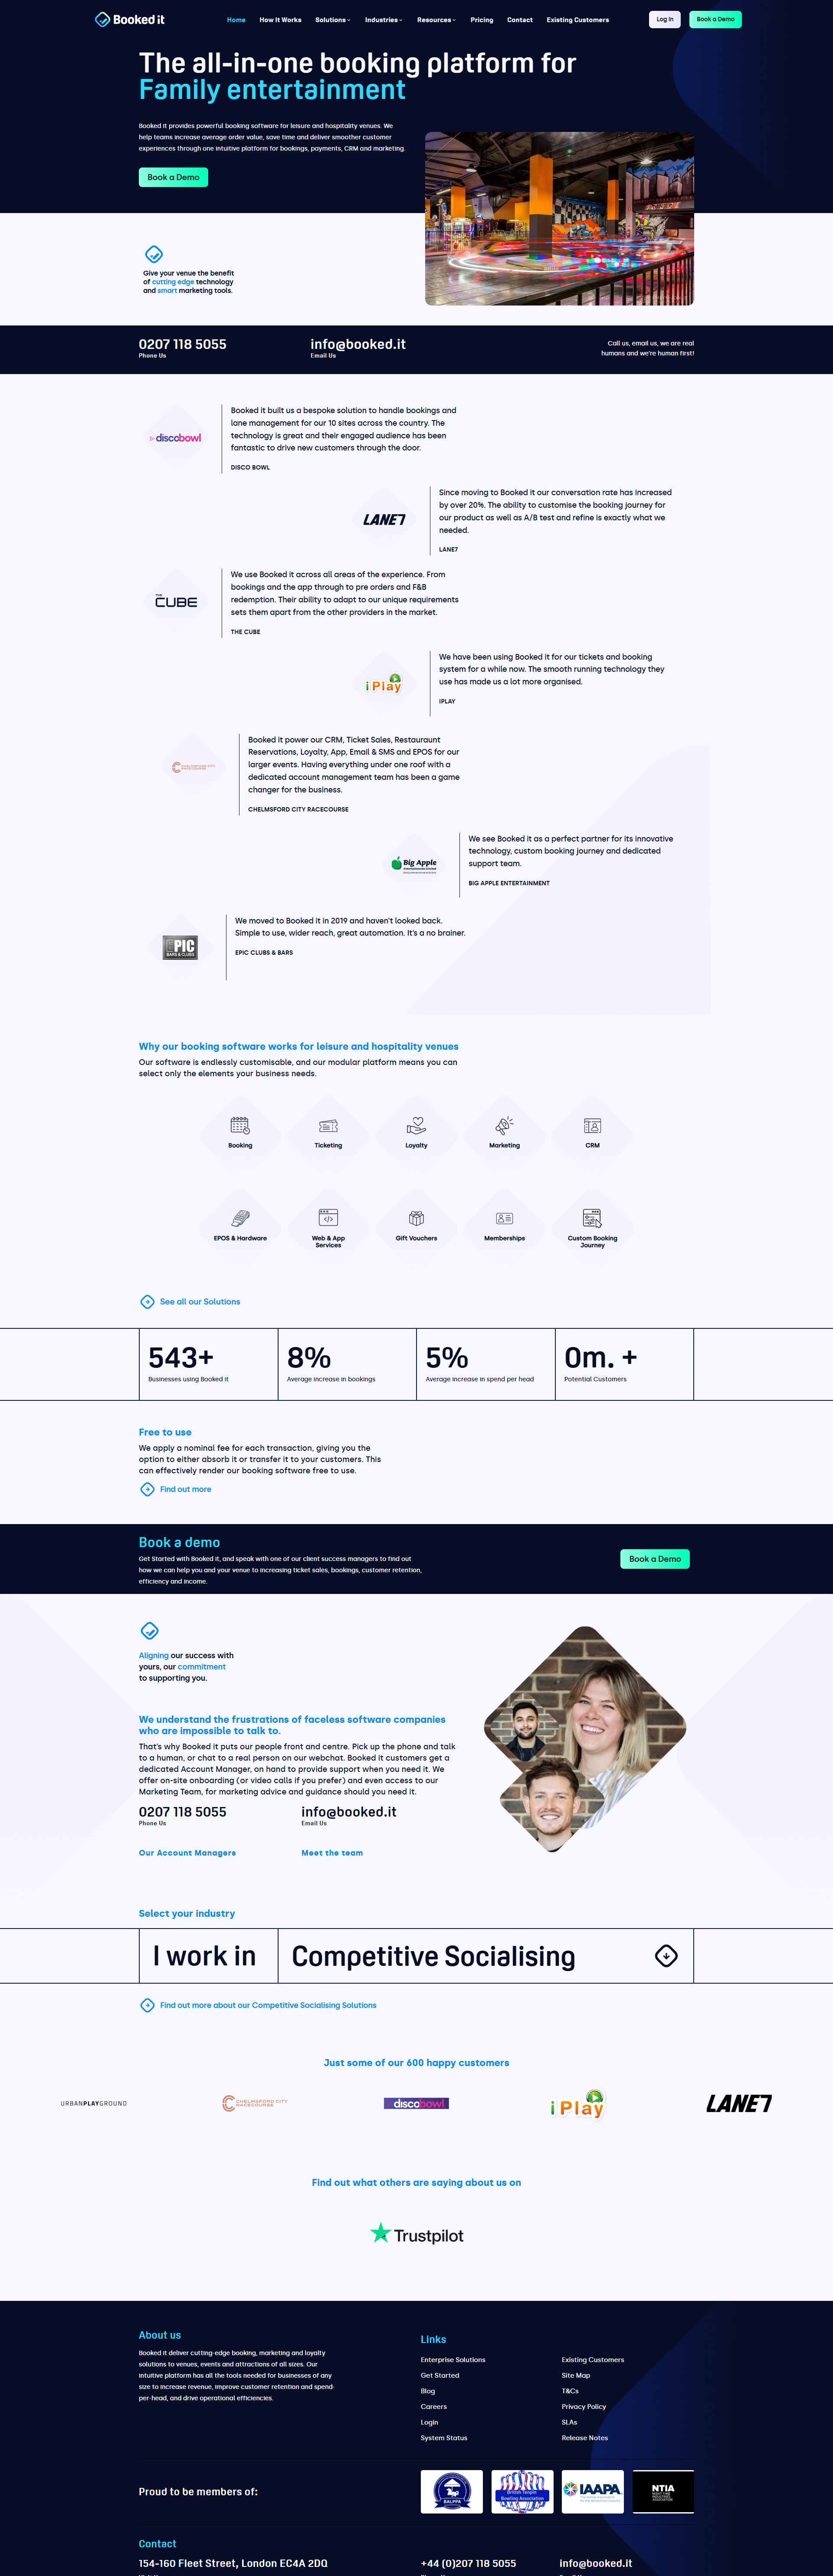 Booked it
Home
How It Works
Solutions
Industries
Resources
Pricing
Contact
Existing Customers
Log In
Book a Demo
The all-in-one booking platform for
Family entertainment
Booked it provides powerful booking software for leisure and hospitality venues. We
help teams increase average order value, save time and deliver smoother customer
experiences through one intuitive platform for bookings, payments, CRM and marketing.
Book a Demo
Give your venue the benefit
of cutting edge technology
and smart marketing tools.
0207 118 5055
Phone Us
info@booked.it
Email Us
Call us, email us, we are real
humans and we're human first!
discobowl
Booked it built us a bespoke solution to handle bookings and
lane management for our 10 sites across the country. The
technology is great and their engaged audience has been
fantastic to drive new customers through the door.
DISCO BOWL
LANE7
Since moving to Booked it our conversation rate has increased
by over 20%. The ability to customise the booking journey for
our product as well as A/B test and refine is exactly what we
needed.
LANE7
THE
CUBE
We use Booked it across all areas of the experience. From
bookings and the app through to pre orders and F&B
redemption. Their ability to adapt to our unique requirements
sets them apart from the other providers in the market.
THE CUBE
iPlay
We have been using Booked it for our tickets and booking
system for a while now. The smooth running technology they
use has made us a lot more organised.
IPLAY
CHELMSFORD CITY
RACECOURSE
Booked it power our CRM, Ticket Sales, Restauraunt
Reservations, Loyalty, App, Email & SMS and EPOS for our
larger events. Having everything under one roof with a
dedicated account management team has been a game
changer for the business.
CHELMSFORD CITY RACECOURSE
Big Apple
We see Booked it as a perfect partner for its innovative
technology, custom booking journey and dedicated
support team.
BIG APPLE ENTERTAINMENT
EPIC
BARS & CLUBS
We moved to Booked it in 2019 and haven't looked back.
Simple to use, wider reach, great automation. It's a no brainer.
EPIC CLUBS & BARS
Why our booking software works for leisure and hospitality venues
Our software is endlessly customisable, and our modular platform means you can
select only the elements your business needs.
Booking
Ticketing
Loyalty
Marketing
CRM
EPOS & Hardware
Web & App
Services
Gift Vouchers
Memberships
Custom Booking
Journey
See all our Solutions
543+
Businesses using Booked it
8%
Average increase in bookings
5%
Average increase in spend per head
0m. +
Potential Customers
Free to use
We apply a nominal fee for each transaction, giving you the
option to either absorb it or transfer it to your customers. This
can effectively render our booking software free to use.
Find out more
Book a demo
Get Started with Booked it, and speak with one of our client success managers to find out
how we can help you and your venue to increasing ticket sales, bookings, customer retention,
efficiency and income.
Book a Demo
Aligning our success with
yours, our commitment
to supporting you.
We understand the frustrations of faceless software companies
who are impossible to talk to.
That's why Booked it puts our people front and centre. Pick up the phone and talk
to a human, or chat to a real person on our webchat. Booked it customers get a
dedicated Account Manager, on hand to provide support when you need it. We
offer on-site onboarding (or video calls if you prefer) and even access to our
Marketing Team, for marketing advice and guidance should you need it.
0207 118 5055
Phone Us
info@booked.it
Email Us
Our Account Managers
Meet the team
Select your industry
I work in
Competitive Socialising
Find out more about our Competitive Socialising Solutions
Just some of our 600 happy customers
URBANPLAYGROUND
CHELMSFORD CITY
RACECOURSE
discobowl
iPlay
LANE7
Find out what others are saying about us on
Trustpilot
About us
Booked it deliver cutting-edge booking, marketing and loyalty
solutions to venues, events and attractions of all sizes. Our
intuitive platform has all the tools needed for businesses of any
size to increase revenue, improve customer retention and spend-
per-head, and drive operational efficiencies.
Links
Enterprise Solutions
Get Started
Blog
Careers
Login
System Status
Existing Customers
Site Map
T&Cs
Privacy Policy
SLAs
Release Notes
Proud to be members of:
BALPPA
British Tenpin
Bowling Association
IAAPA
NTIA
NIGHT TIME
INDUSTRIES
ASSOCIATION
Contact
154-160 Fleet Street, London EC4A 2DQ
+44 (0)207 118 5055
info@booked.it